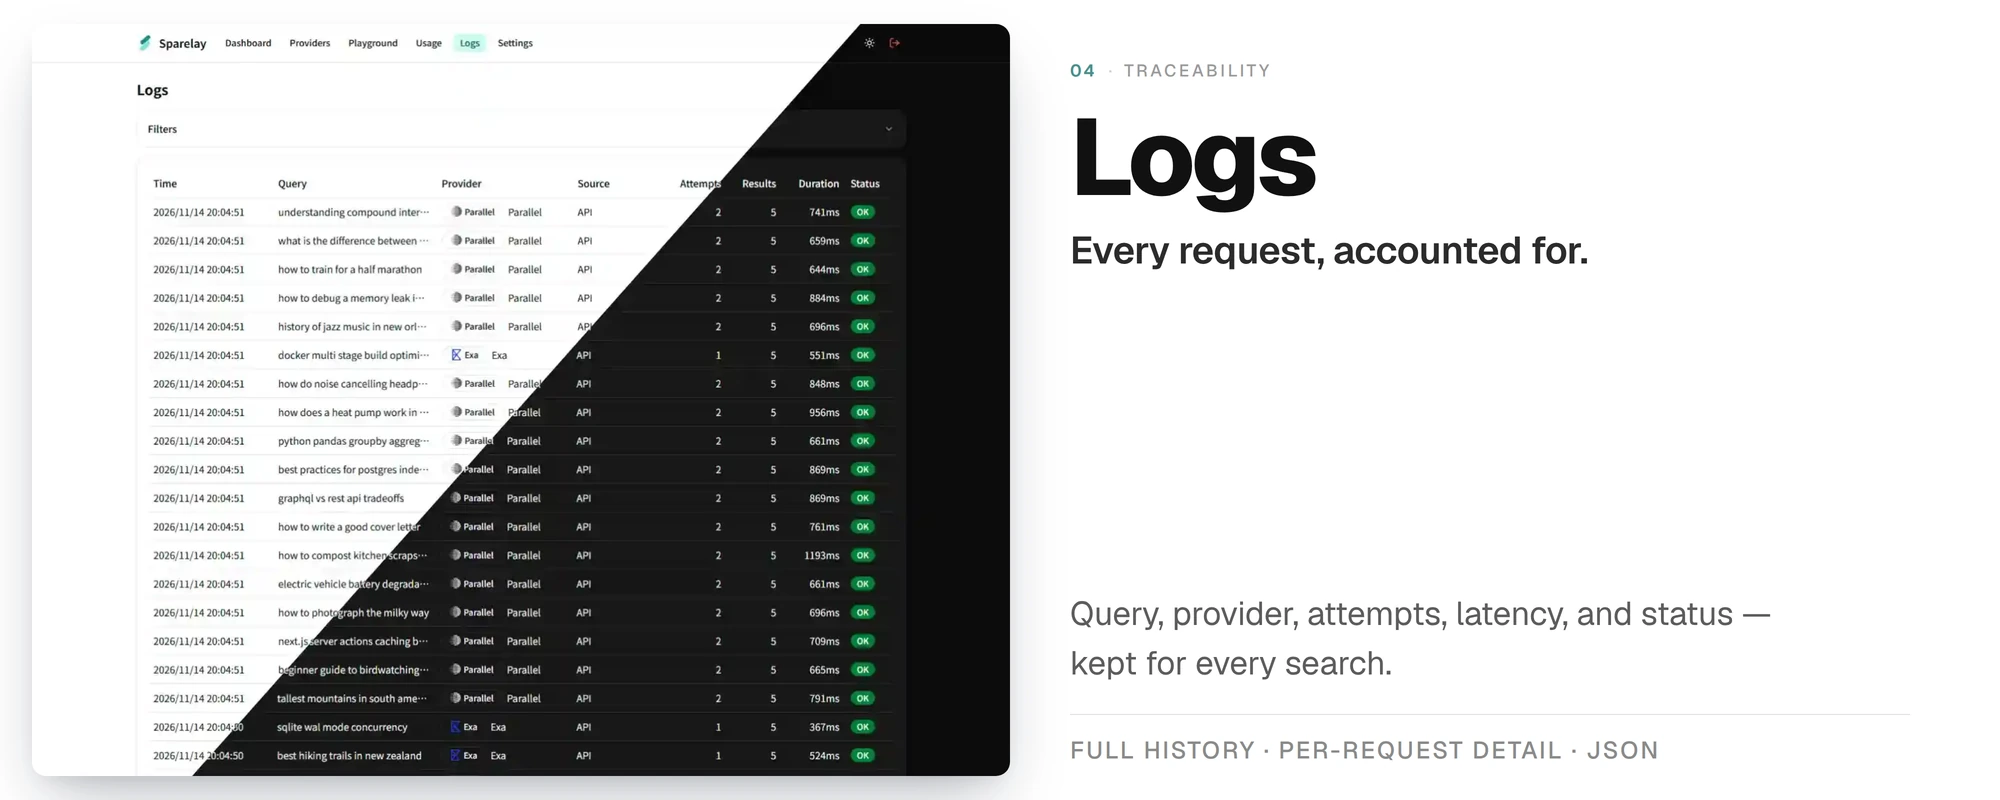 Sparelay Dashboard Providers Playground Usage Logs Settings
Logs
Filters
Time Query Provider Source Attempts Results Duration Status
2026/11/14 20:04:51 understanding compound inter··· Parallel Parallel API 2 5 741ms OK
2026/11/14 20:04:51 what is the difference between ··· Parallel Parallel API 2 5 659ms OK
2026/11/14 20:04:51 how to train for a half marathon Parallel Parallel API 2 5 644ms OK
2026/11/14 20:04:51 how to debug a memory leak i··· Parallel Parallel API 2 5 884ms OK
2026/11/14 20:04:51 history of jazz music in new orl··· Parallel Parallel API 2 5 696ms OK
2026/11/14 20:04:51 docker multi stage build optimi··· Exa Exa API 1 5 551ms OK
2026/11/14 20:04:51 how do noise cancelling headp··· Parallel Parallel API 2 5 848ms OK
2026/11/14 20:04:51 how does a heat pump work in ··· Parallel Parallel API 2 5 956ms OK
2026/11/14 20:04:51 python pandas groupby aggreg··· Parallel Parallel API 2 5 661ms OK
2026/11/14 20:04:51 best practices for postgres inde··· Parallel Parallel API 2 5 869ms OK
2026/11/14 20:04:51 graphql vs rest api tradeoffs Parallel Parallel API 2 5 869ms OK
2026/11/14 20:04:51 how to write a good cover letter Parallel Parallel API 2 5 761ms OK
2026/11/14 20:04:51 how to compost kitchen scraps··· Parallel Parallel API 2 5 1193ms OK
2026/11/14 20:04:51 electric vehicle battery degrada··· Parallel Parallel API 2 5 661ms OK
2026/11/14 20:04:51 how to photograph the milky way Parallel Parallel API 2 5 696ms OK
2026/11/14 20:04:51 next.js server actions caching b··· Parallel Parallel API 2 5 709ms OK
2026/11/14 20:04:51 beginner guide to birdwatching··· Parallel Parallel API 2 5 665ms OK
2026/11/14 20:04:51 tallest mountains in south ame··· Parallel Parallel API 2 5 791ms OK
2026/11/14 20:04:50 sqlite wal mode concurrency Exa Exa API 1 5 367ms OK
2026/11/14 20:04:50 best hiking trails in new zealand Exa Exa API 1 5 524ms OK
04 · TRACEABILITY
Logs
Every request, accounted for.
Query, provider, attempts, latency, and status —
kept for every search.
FULL HISTORY · PER-REQUEST DETAIL · JSON